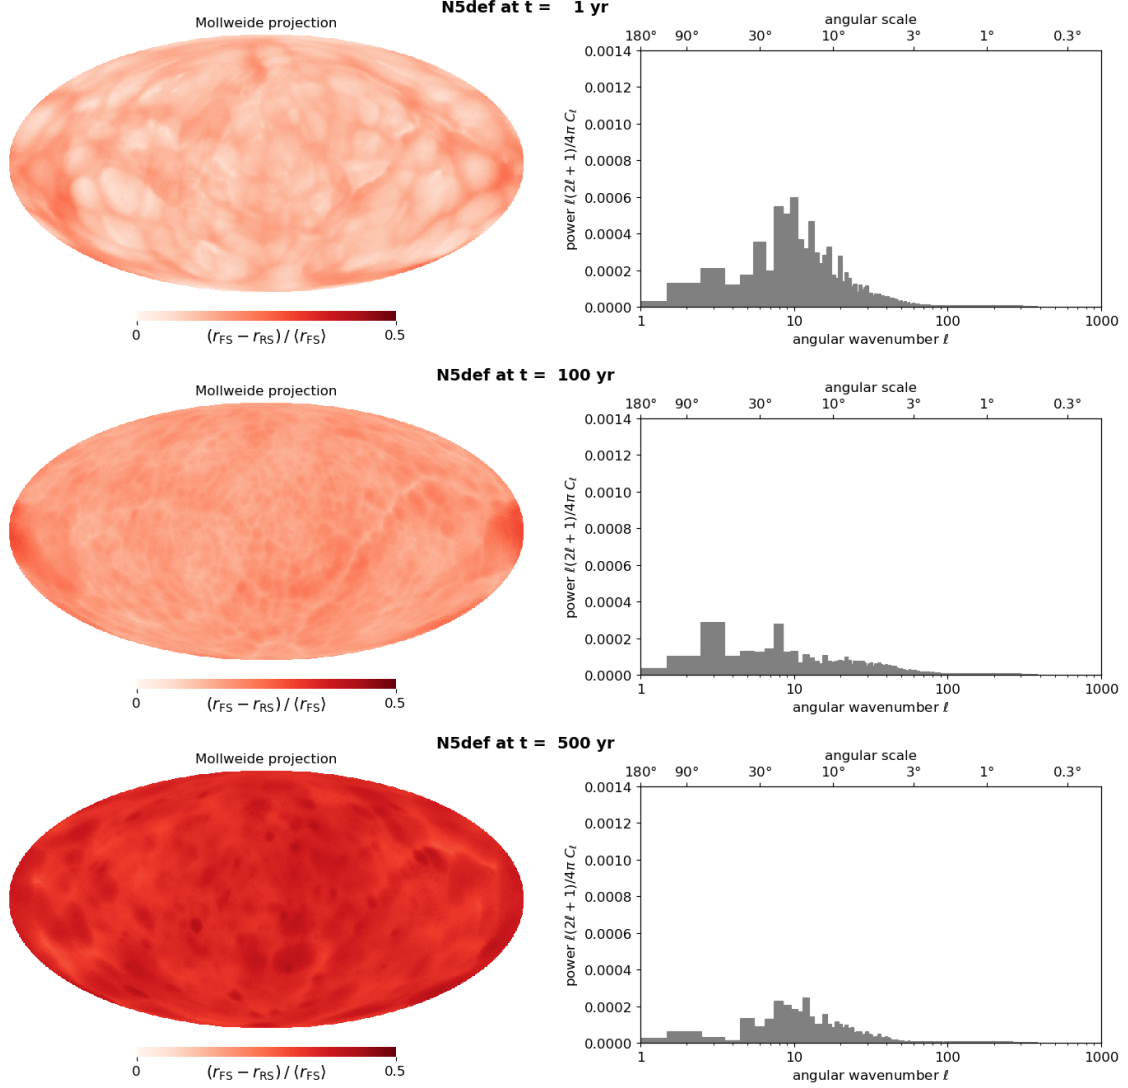 N5def at t = 1 yr
Mollweide projection
0 0.5
(r_FS − r_RS) / ⟨r_FS⟩
angular scale
180° 90° 30° 10° 3° 1° 0.3°
0.0014
0.0012
0.0010
0.0008
0.0006
0.0004
0.0002
0.0000
power ℓ(2ℓ + 1)/4π C_ℓ
1 10 100 1000
angular wavenumber ℓ
N5def at t = 100 yr
Mollweide projection
0 0.5
(r_FS − r_RS) / ⟨r_FS⟩
angular scale
180° 90° 30° 10° 3° 1° 0.3°
0.0014
0.0012
0.0010
0.0008
0.0006
0.0004
0.0002
0.0000
power ℓ(2ℓ + 1)/4π C_ℓ
1 10 100 1000
angular wavenumber ℓ
N5def at t = 500 yr
Mollweide projection
0 0.5
(r_FS − r_RS) / ⟨r_FS⟩
angular scale
180° 90° 30° 10° 3° 1° 0.3°
0.0014
0.0012
0.0010
0.0008
0.0006
0.0004
0.0002
0.0000
power ℓ(2ℓ + 1)/4π C_ℓ
1 10 100 1000
angular wavenumber ℓ